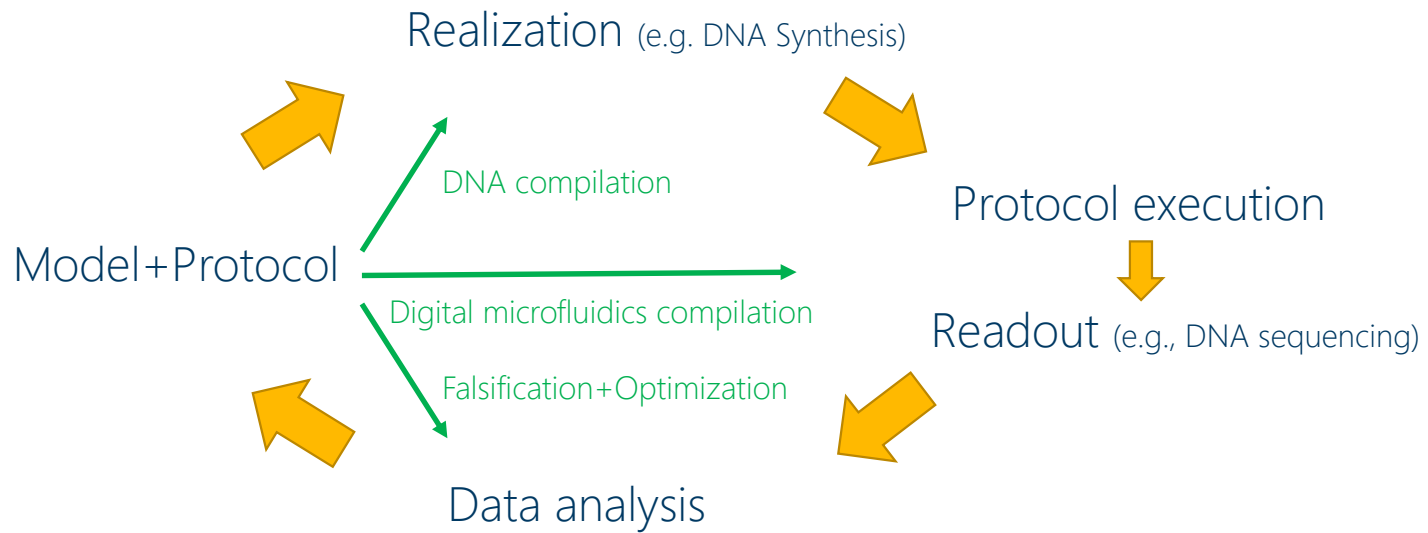 Realization (e.g. DNA Synthesis)
DNA compilation
Protocol execution
Model+Protocol
Digital microfluidics compilation
Readout (e.g., DNA sequencing)
Falsification+Optimization
Data analysis